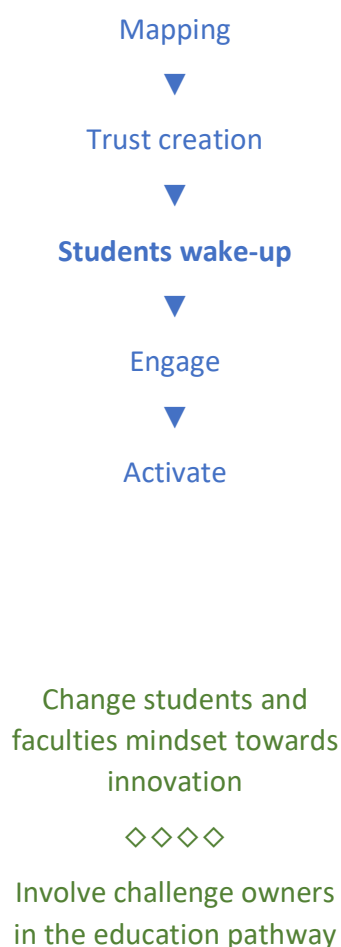 Mapping
▼
Trust creation
▼
Students wake-up
▼
Engage
▼
Activate
Change students and
faculties mindset towards
innovation
◇◇◇◇
Involve challenge owners
in the education pathway